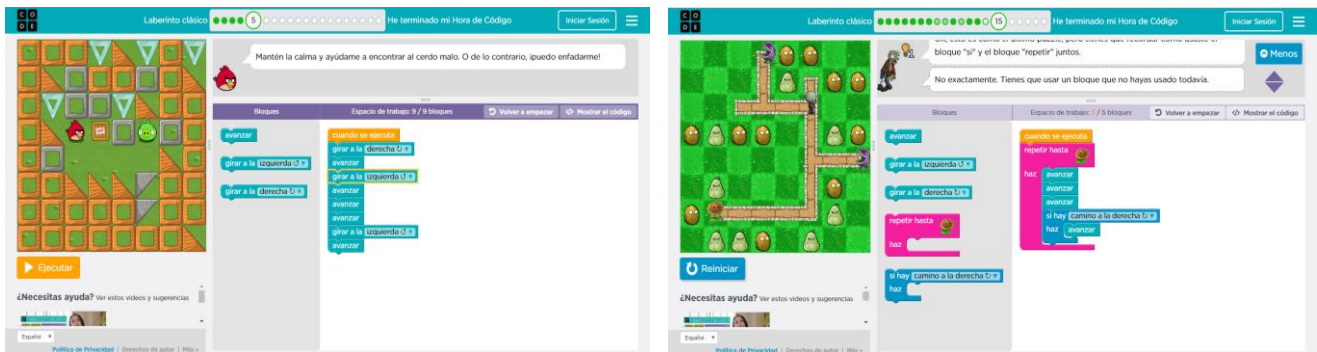 C O
D E
Laberinto clásico
5
He terminado mi Hora de Código
Iniciar Sesión
Mantén la calma y ayúdame a encontrar al cerdo malo. O de lo contrario, ¡puedo enfadarme!
Bloques
Espacio de trabajo: 9 / 9 bloques
Volver a empezar
</> Mostrar el código
avanzar
girar a la izquierda
girar a la derecha
cuando se ejecuta
girar a la derecha
avanzar
girar a la izquierda
avanzar
avanzar
avanzar
girar a la izquierda
avanzar
TNT
Ejecutar
¿Necesitas ayuda? Ver estos videos y sugerencias
Español
Política de Privacidad | Derechos de autor | Más
C O
D E
Laberinto clásico
15
He terminado mi Hora de Código
Iniciar Sesión
bloque "si" y el bloque "repetir" juntos.
Menos
No exactamente. Tienes que usar un bloque que no hayas usado todavía.
Bloques
Espacio de trabajo: / 5 bloques
Volver a empezar
</> Mostrar el código
avanzar
girar a la izquierda
girar a la derecha
repetir hasta
haz
si hay camino a la derecha
haz
cuando se ejecuta
repetir hasta
haz avanzar
avanzar
avanzar
si hay camino a la derecha
haz avanzar
Reiniciar
¿Necesitas ayuda? Ver estos videos y sugerencias
Español
Política de Privacidad | Derechos de autor | Más